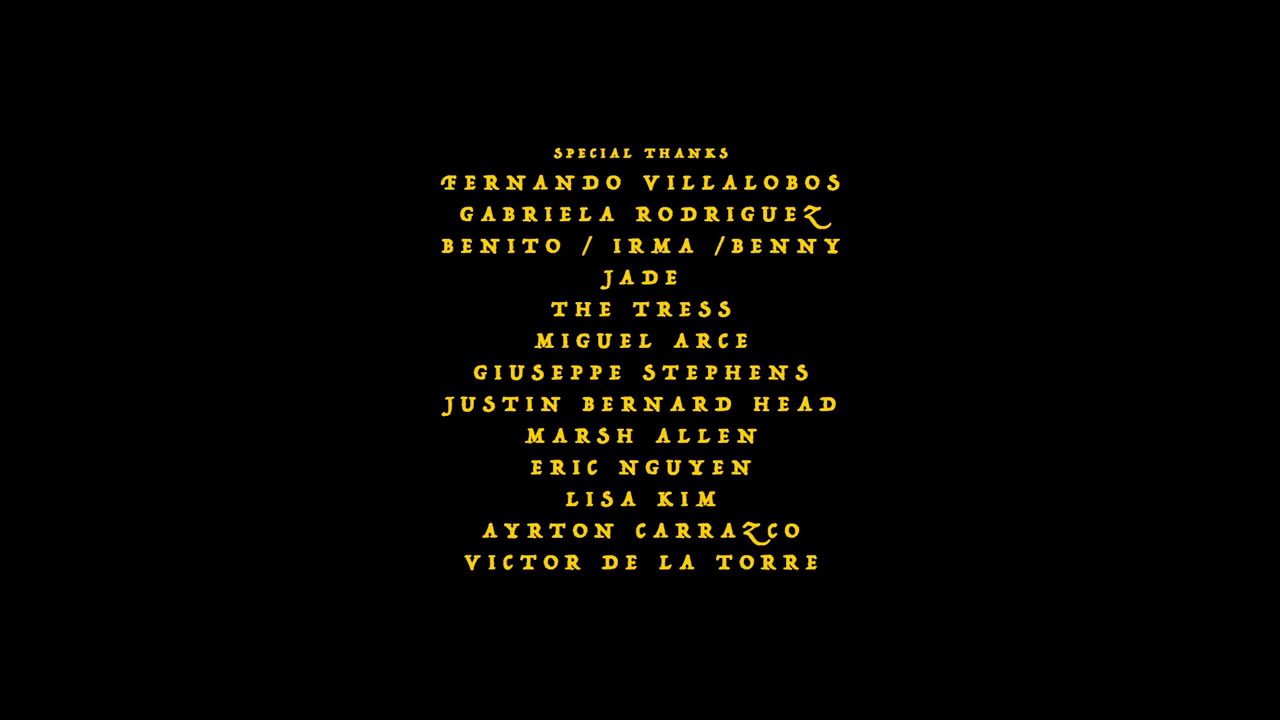 SPECIAL THANKS
FERNANDO VILLALOBOS
GABRIELA RODRIGUEZ
BENITO / IRMA /BENNY
JADE
THE TRESS
MIGUEL ARCE
GIUSEPPE STEPHENS
JUSTIN BERNARD HEAD
MARSH ALLEN
ERIC NGUYEN
LISA KIM
AYRTON CARRAZCO
VICTOR DE LA TORRE